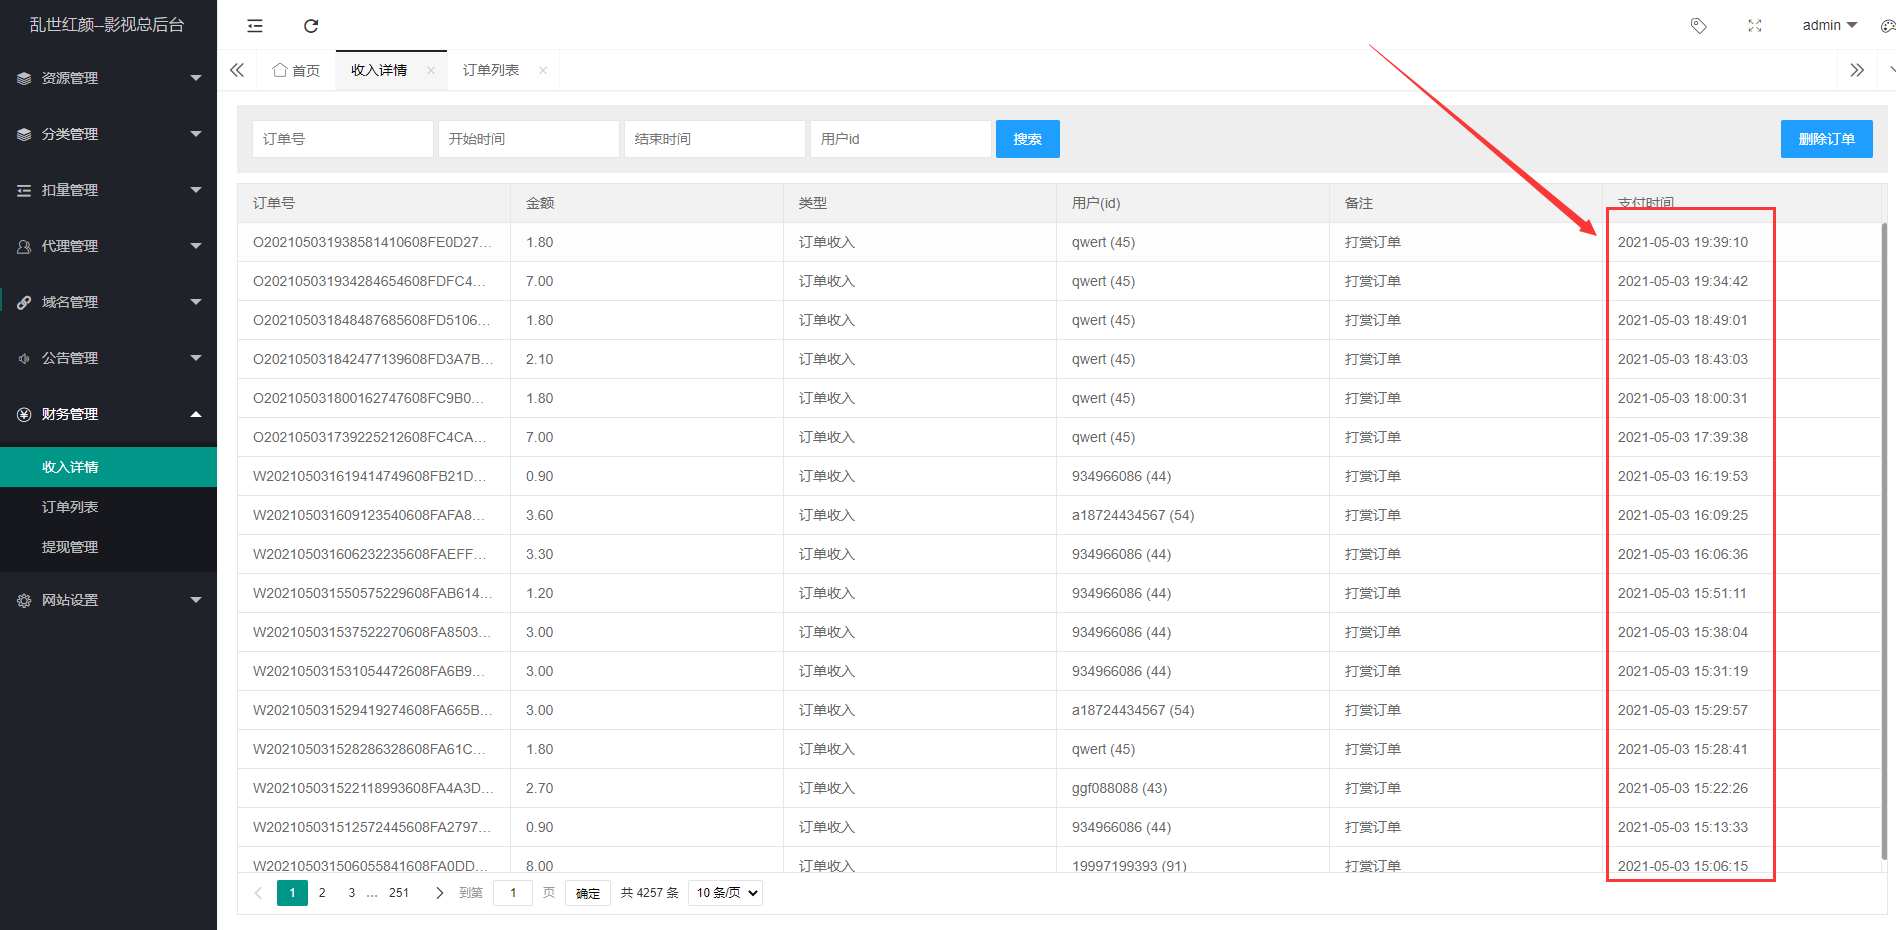 乱世红颜--影视总后台
admin
资源管理
分类管理
扣量管理
代理管理
域名管理
公告管理
财务管理
收入详情
订单列表
提现管理
网站设置
首页 收入详情 订单列表
订单号 开始时间 结束时间 用户id 搜索 删除订单
订单号 金额 类型 用户(id) 备注 支付时间
O202105031938581410608FE0D27... 1.80 订单收入 qwert (45) 打赏订单 2021-05-03 19:39:10
O202105031934284654608FDFC4... 7.00 订单收入 qwert (45) 打赏订单 2021-05-03 19:34:42
O202105031848487685608FD5106... 1.80 订单收入 qwert (45) 打赏订单 2021-05-03 18:49:01
O202105031842477139608FD3A7B... 2.10 订单收入 qwert (45) 打赏订单 2021-05-03 18:43:03
O202105031800162747608FC9B0... 1.80 订单收入 qwert (45) 打赏订单 2021-05-03 18:00:31
O202105031739225212608FC4CA... 7.00 订单收入 qwert (45) 打赏订单 2021-05-03 17:39:38
W202105031619414749608FB21D... 0.90 订单收入 934966086 (44) 打赏订单 2021-05-03 16:19:53
W202105031609123540608FAFA8... 3.60 订单收入 a18724434567 (54) 打赏订单 2021-05-03 16:09:25
W202105031606232235608FAEFF... 3.30 订单收入 934966086 (44) 打赏订单 2021-05-03 16:06:36
W202105031550575229608FAB614... 1.20 订单收入 934966086 (44) 打赏订单 2021-05-03 15:51:11
W202105031537522270608FA8503... 3.00 订单收入 934966086 (44) 打赏订单 2021-05-03 15:38:04
W202105031531054472608FA6B9... 3.00 订单收入 934966086 (44) 打赏订单 2021-05-03 15:31:19
W202105031529419274608FA665B... 3.00 订单收入 a18724434567 (54) 打赏订单 2021-05-03 15:29:57
W202105031528286328608FA61C... 1.80 订单收入 qwert (45) 打赏订单 2021-05-03 15:28:41
W202105031522118993608FA4A3D... 2.70 订单收入 ggf088088 (43) 打赏订单 2021-05-03 15:22:26
W202105031512572445608FA2797... 0.90 订单收入 934966086 (44) 打赏订单 2021-05-03 15:13:33
W202105031506055841608FA0DD... 8.00 订单收入 19997199393 (91) 打赏订单 2021-05-03 15:06:15
1 2 3 ... 251 到第 1 页 确定 共 4257 条 10 条/页